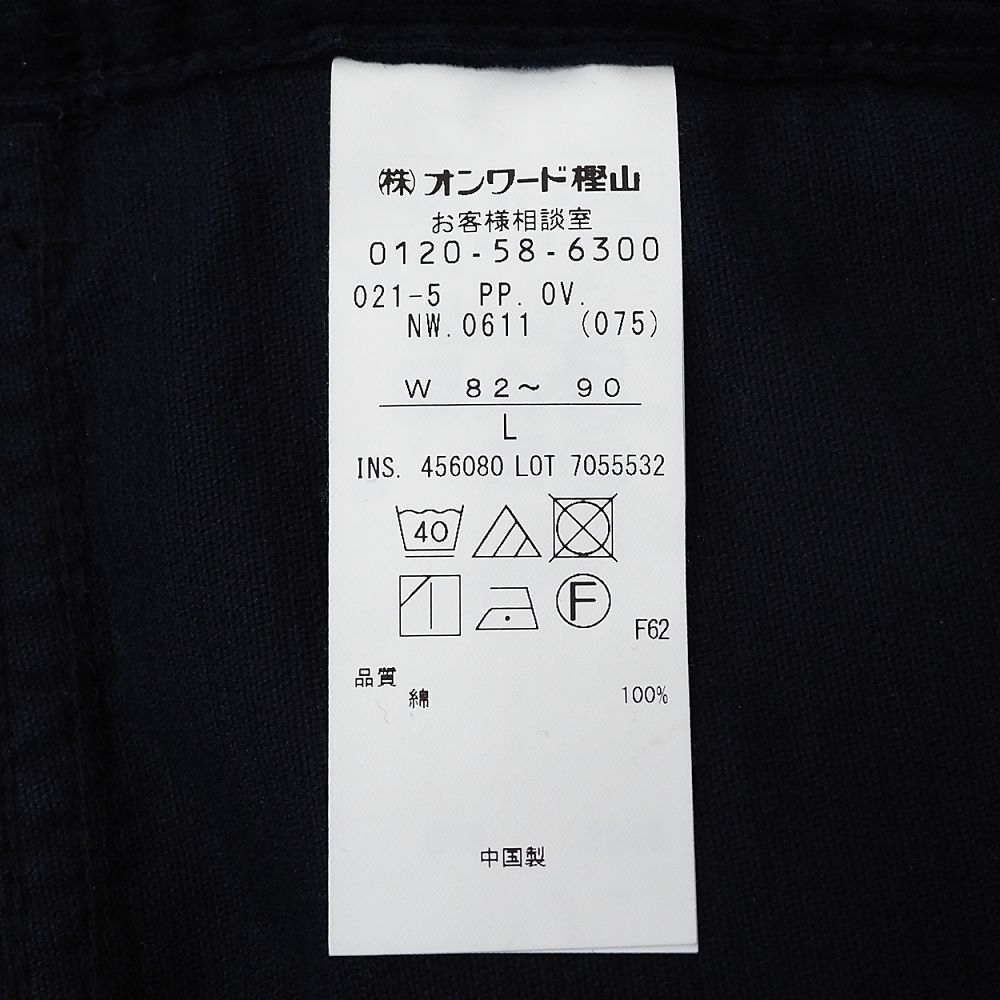 ㈱オンワード樫山
お客様相談室
0120-58-6300
021-5 PP. OV.
NW. 0611 (075)
W 82〜 90
L
INS. 456080 LOT 7055532
40
F
F62
品質
綿 100%
中国製